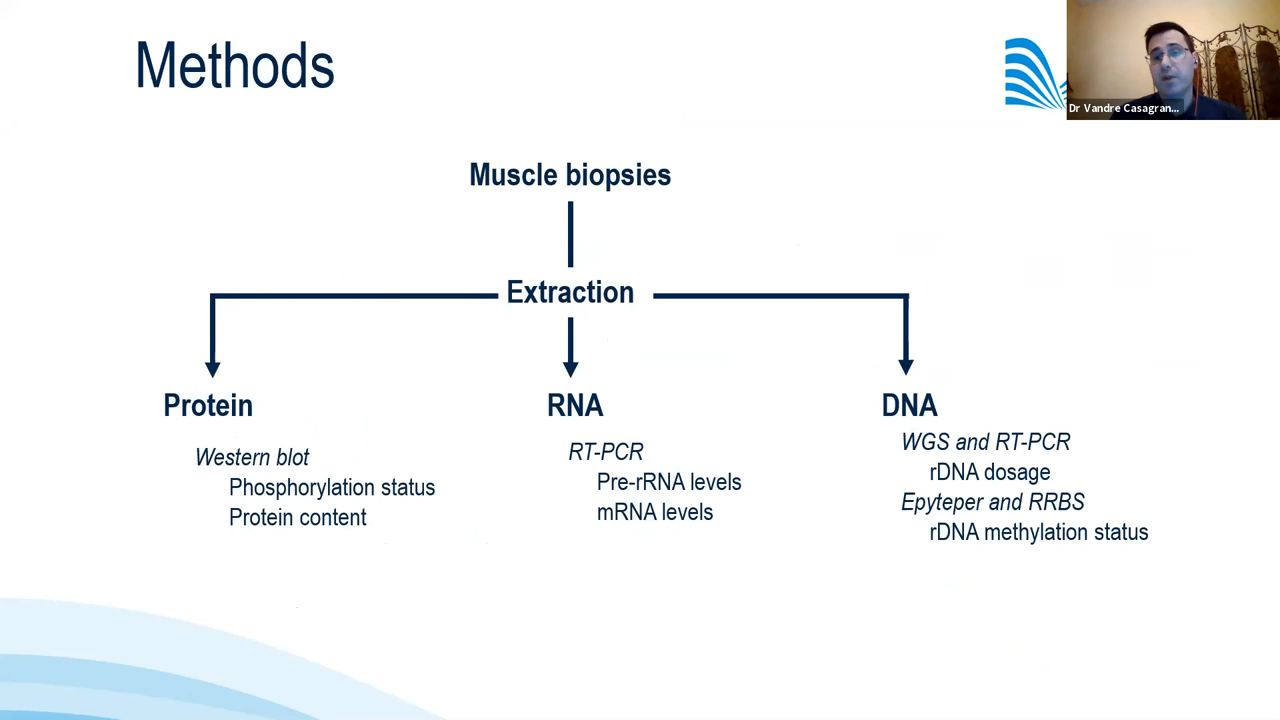 Methods
Dr Vandre Casagran...
Muscle biopsies
Extraction
Protein
RNA
DNA
Western blot
Phosphorylation status
Protein content
RT-PCR
Pre-rRNA levels
mRNA levels
WGS and RT-PCR
rDNA dosage
Epyteper and RRBS
rDNA methylation status